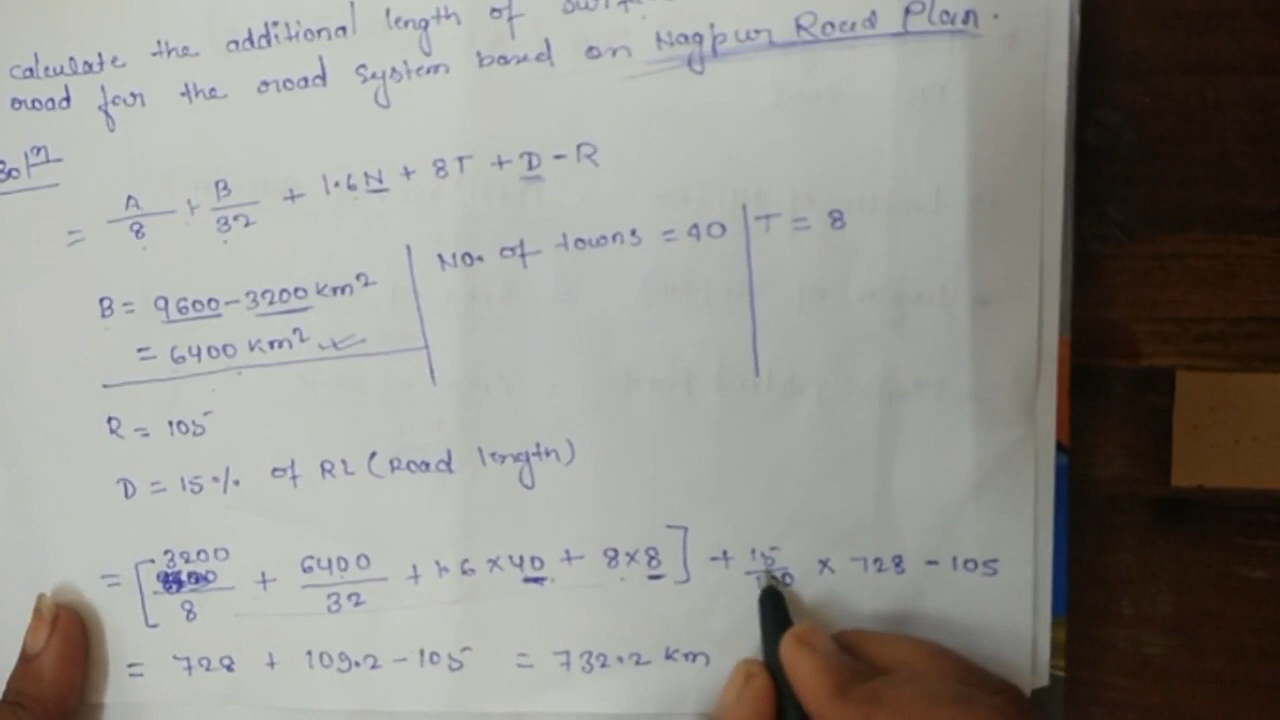 calculate the additional length of
road for the road system based on Nagpur Road Plan.
Sol n
= A/8 + B/32 + 1.6N + 8T + D - R
B = 9600 - 3200 km²
= 6400 km²
No. of towns = 40
T = 8
R = 105
D = 15% of RL (Road length)
= [3200/8 + 6400/32 + 1.6 × 40 + 8 × 8] + 15/100 × 728 - 105
= 728 + 109.2 - 105 = 732.2 km